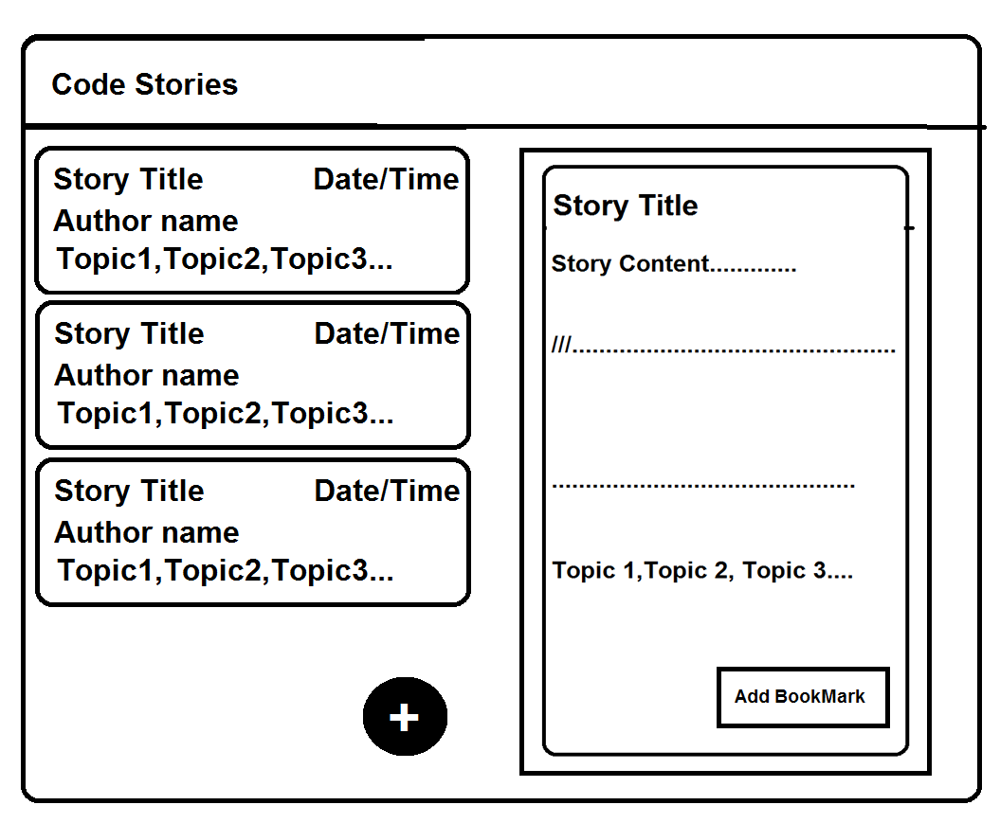 Code Stories
Story Title Date/Time
Author name
Topic1,Topic2,Topic3...
Story Title Date/Time
Author name
Topic1,Topic2,Topic3...
Story Title Date/Time
Author name
Topic1,Topic2,Topic3...
+
Story Title
Story Content.............
///................................................
.............................................
Topic 1,Topic 2, Topic 3....
Add BookMark